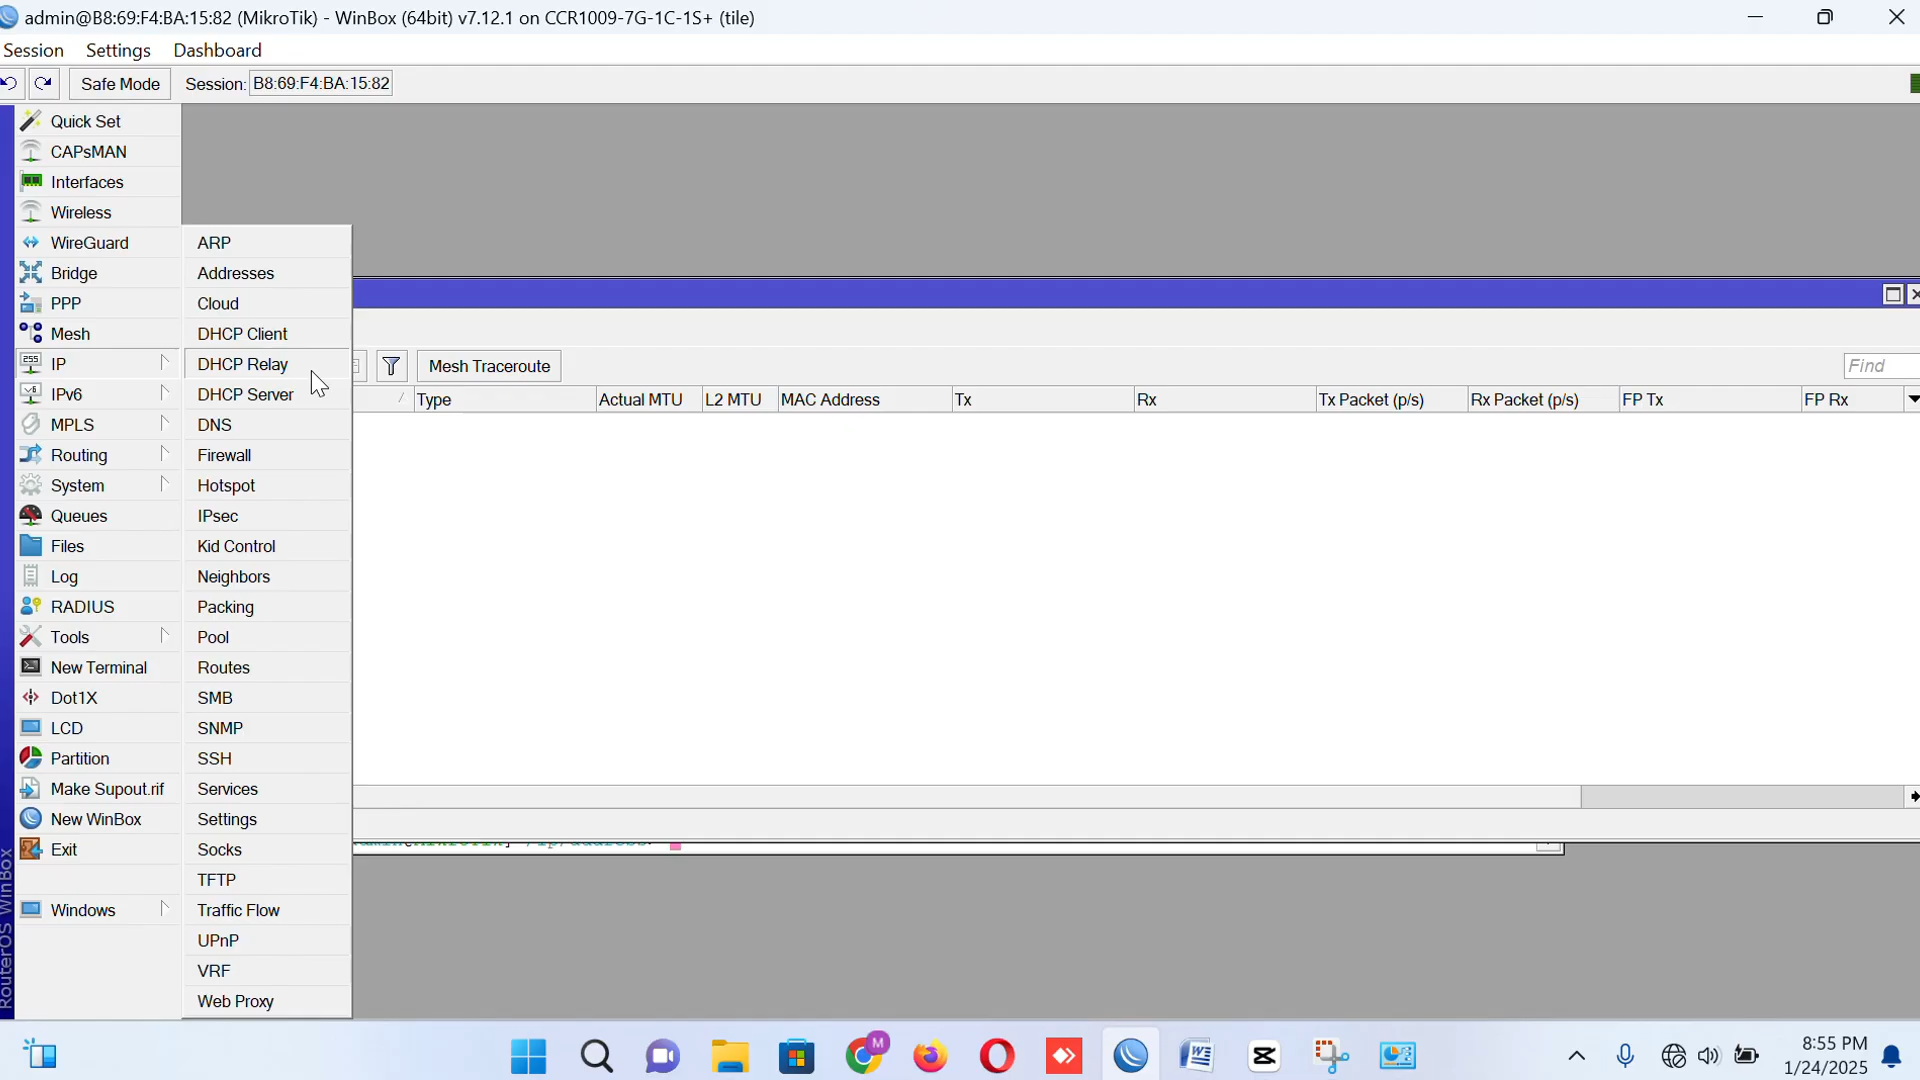 admin@B8:69:F4:BA:15:82 (MikroTik) - WinBox (64bit) v7.12.1 on CCR1009-7G-1C-1S+ (tile)
Session Settings Dashboard
Safe Mode Session: B8:69:F4:BA:15:82
Quick Set
CAPsMAN
Interfaces
Wireless
WireGuard
Bridge
PPP
Mesh
IP
IPv6
MPLS
Routing
System
Queues
Files
Log
RADIUS
Tools
New Terminal
Dot1X
LCD
Partition
Make Supout.rif
New WinBox
Exit
Windows
RouterOS WinBox
ARP
Addresses
Cloud
DHCP Client
DHCP Relay
DHCP Server
DNS
Firewall
Hotspot
IPsec
Kid Control
Neighbors
Packing
Pool
Routes
SMB
SNMP
SSH
Services
Settings
Socks
TFTP
Traffic Flow
UPnP
VRF
Web Proxy
Mesh Traceroute Find
Type Actual MTU L2 MTU MAC Address Tx Rx Tx Packet (p/s) Rx Packet (p/s) FP Tx FP Rx
M
8:55 PM
1/24/2025